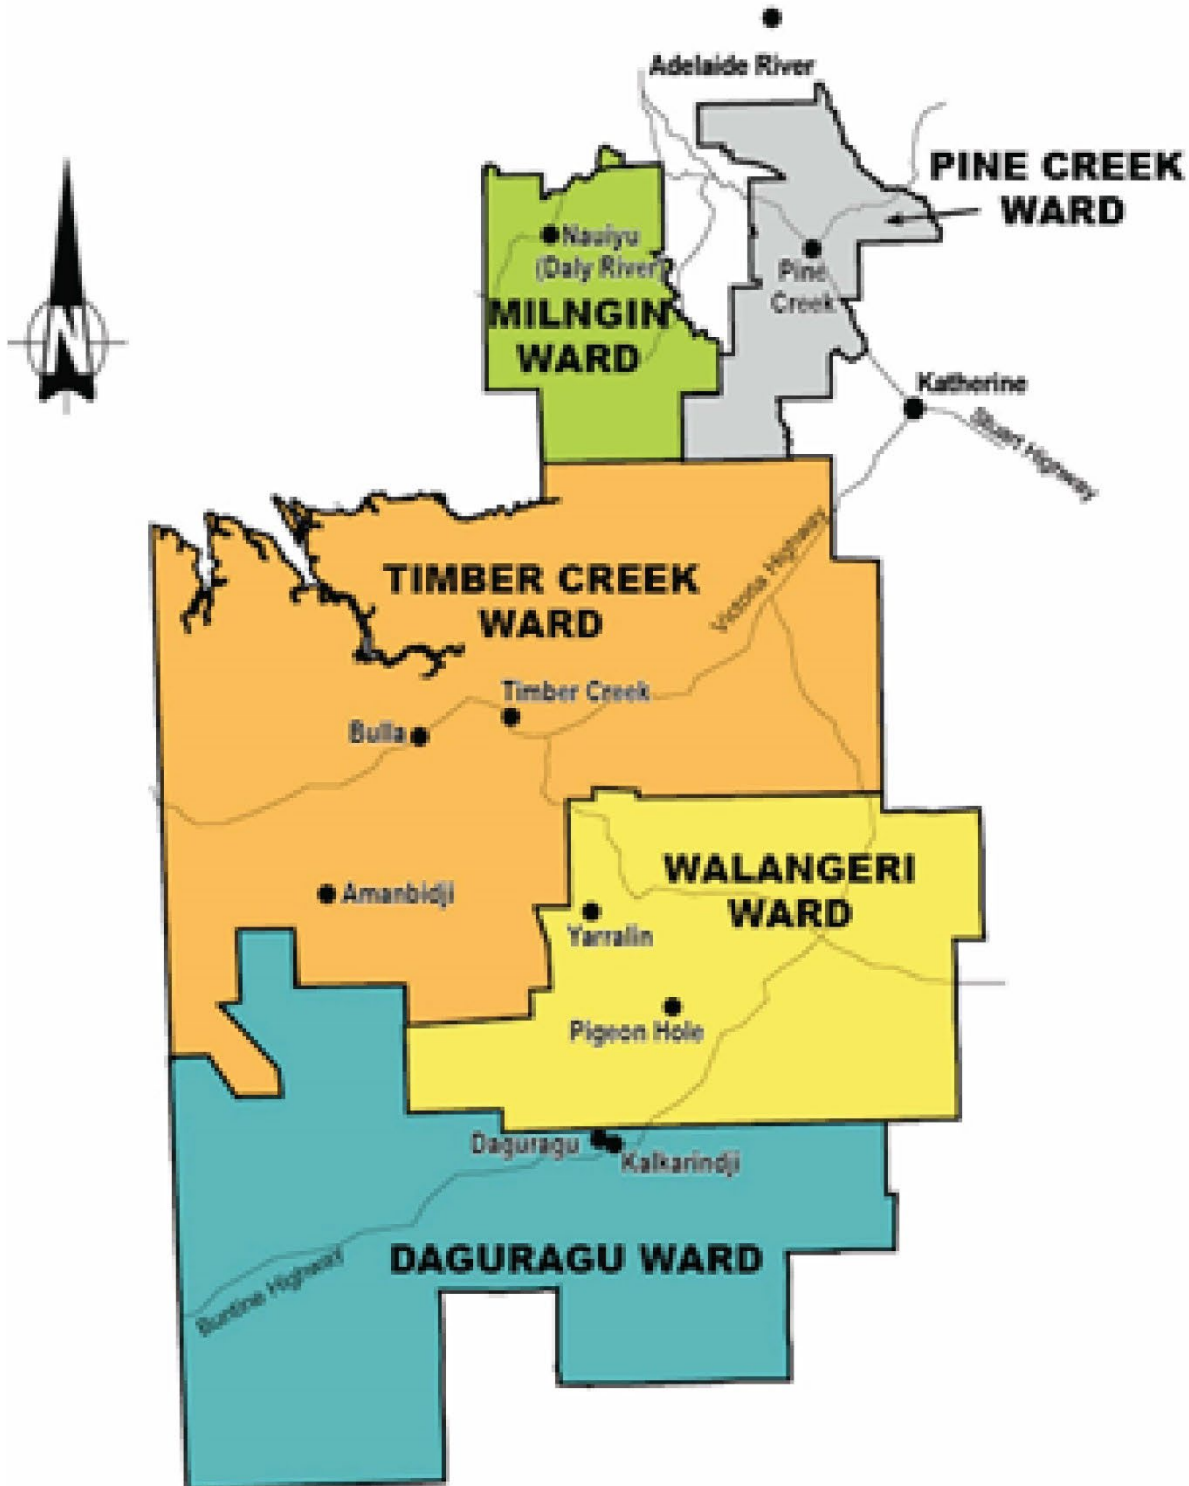 Adelaide River
PINE CREEK
WARD
Nauiyu
(Daly River)
Pine
Creek
MILNGIN
WARD
Katherine
Stuart Highway
N
Victoria Highway
TIMBER CREEK
WARD
Timber Creek
Bulla
WALANGERI
WARD
Amanbidji
Yarralin
Pigeon Hole
Daguragu
Kalkarindji
DAGURAGU WARD
Buntine Highway